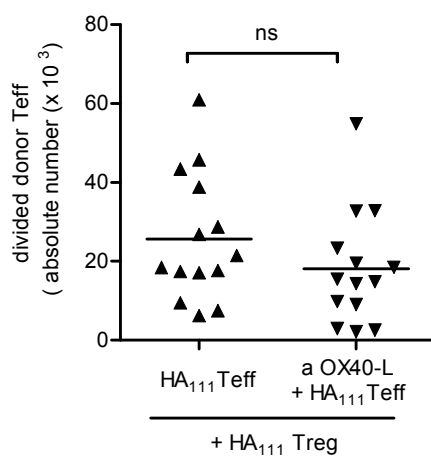 ns
divided donor Teff
( absolute number (x 10 3)
80
60
40
20
0
HA111Teff
a OX40-L
+ HA111Teff
+ HA111 Treg